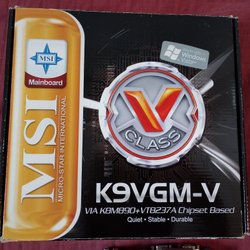 MSI
Mainboard
MSI
MICRO-STAR INTERNATIONAL
Windows
V
CLASS
K9VGM-V
VIA K8M890+VT8237A Chipset Based
Quiet • Stable • Durable